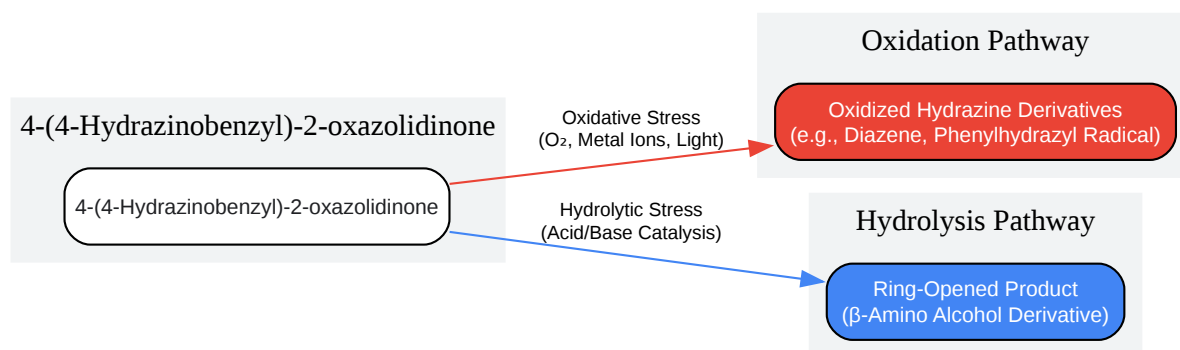 4-(4-Hydrazinobenzyl)-2-oxazolidinone
4-(4-Hydrazinobenzyl)-2-oxazolidinone
Oxidative Stress
(O₂, Metal Ions, Light)
Hydrolytic Stress
(Acid/Base Catalysis)
Oxidation Pathway
Oxidized Hydrazine Derivatives
(e.g., Diazene, Phenylhydrazyl Radical)
Hydrolysis Pathway
Ring-Opened Product
(β-Amino Alcohol Derivative)